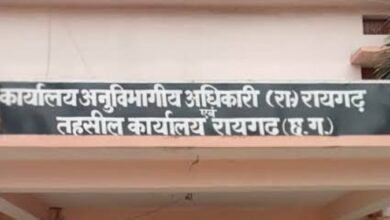 कार्यालय अनुविभागीय अधिकारी (रा॰) रायगढ़
एवं
तहसील कार्यालय रायगढ (छ.ग.)